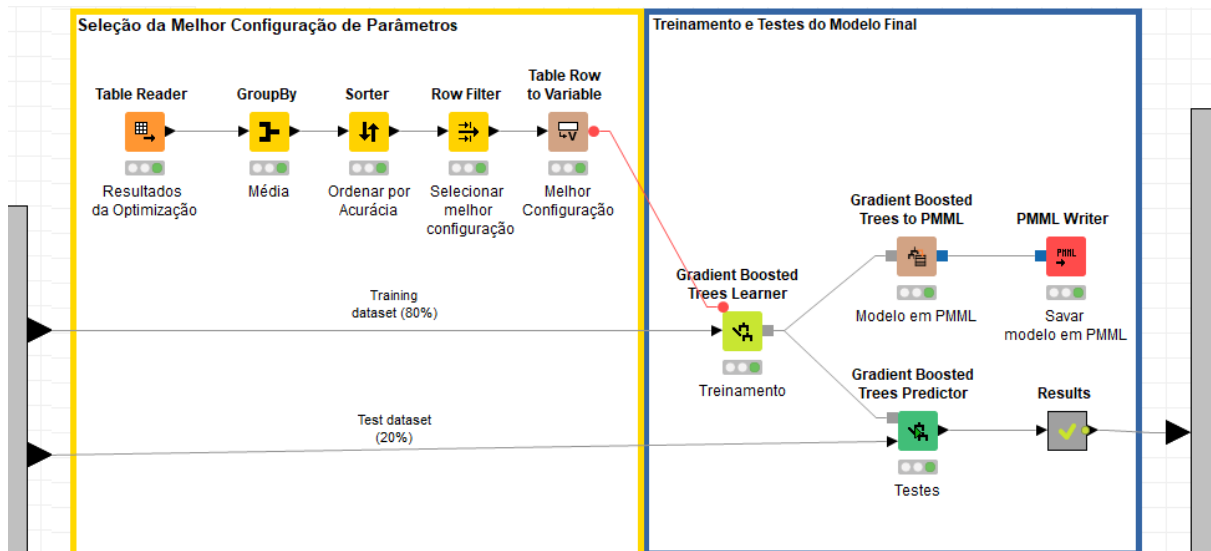 Seleção da Melhor Configuração de Parâmetros
Table Reader
Resultados
da Optimização
GroupBy
Média
Sorter
Ordenar por
Acurácia
Row Filter
Selecionar
melhor
configuração
Table Row
to Variable
V
Melhor
Configuração
Training
dataset (80%)
Test dataset
(20%)
Treinamento e Testes do Modelo Final
Gradient Boosted
Trees Learner
Treinamento
Gradient Boosted
Trees to PMML
Modelo em PMML
PMML Writer
PMML
Savar
modelo em PMML
Gradient Boosted
Trees Predictor
Testes
Results